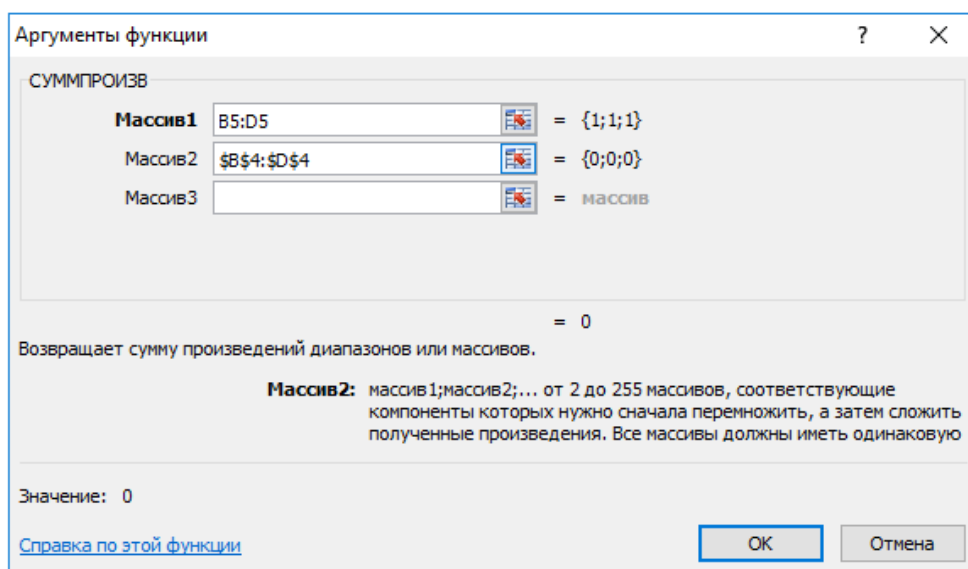 Аргументы функции ? ×
СУММПРОИЗВ
Массив1 B5:D5 = {1;1;1}
Массив2 $B$4:$D$4 = {0;0;0}
Массив3 = массив
= 0
Возвращает сумму произведений диапазонов или массивов.
Массив2: массив1;массив2;... от 2 до 255 массивов, соответствующие
компоненты которых нужно сначала перемножить, а затем сложить
полученные произведения. Все массивы должны иметь одинаковую
Значение: 0
Справка по этой функции
ОК Отмена